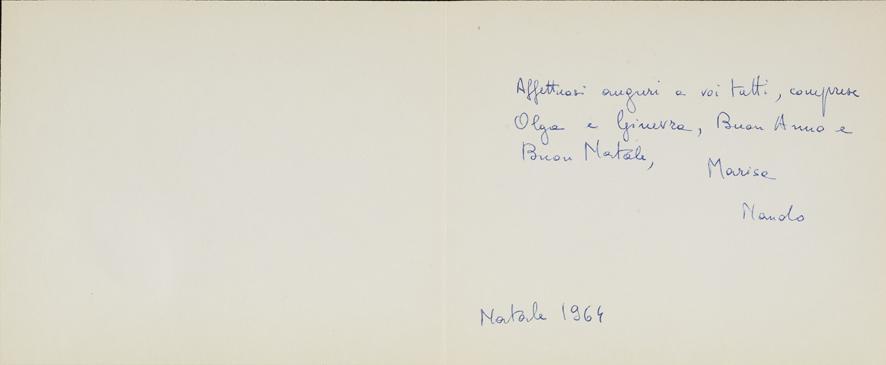 Affettuosi auguri a voi tutti, comprese
Olga e Ginevra, Buon Anno e
Buon Natale,
Marisa
Nando
Natale 1964